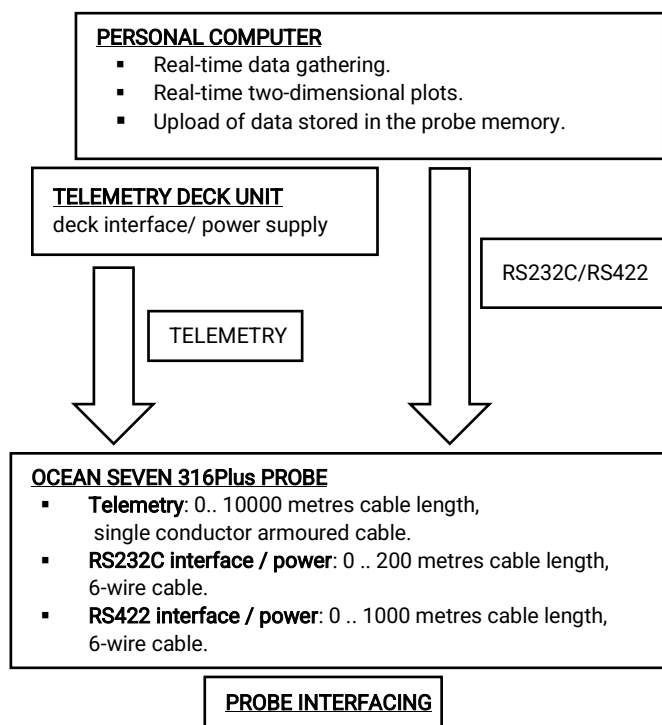 PERSONAL COMPUTER
▪ Real-time data gathering.
▪ Real-time two-dimensional plots.
▪ Upload of data stored in the probe memory.
TELEMETRY DECK UNIT
deck interface/ power supply
RS232C/RS422
TELEMETRY
OCEAN SEVEN 316Plus PROBE
▪ Telemetry: 0.. 10000 metres cable length,
single conductor armoured cable.
▪ RS232C interface / power: 0 .. 200 metres cable length,
6-wire cable.
▪ RS422 interface / power: 0 .. 1000 metres cable length,
6-wire cable.
PROBE INTERFACING